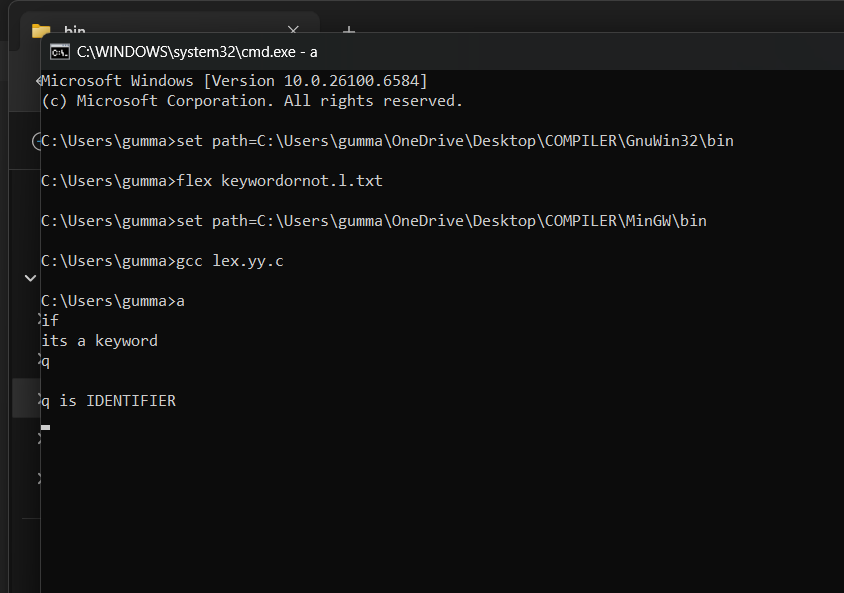 bin
C:\WINDOWS\system32\cmd.exe - a
Microsoft Windows [Version 10.0.26100.6584]
(c) Microsoft Corporation. All rights reserved.
C:\Users\gumma>set path=C:\Users\gumma\OneDrive\Desktop\COMPILER\GnuWin32\bin
C:\Users\gumma>flex keywordornot.l.txt
C:\Users\gumma>set path=C:\Users\gumma\OneDrive\Desktop\COMPILER\MinGW\bin
C:\Users\gumma>gcc lex.yy.c
C:\Users\gumma>a
if
its a keyword
q
q is IDENTIFIER